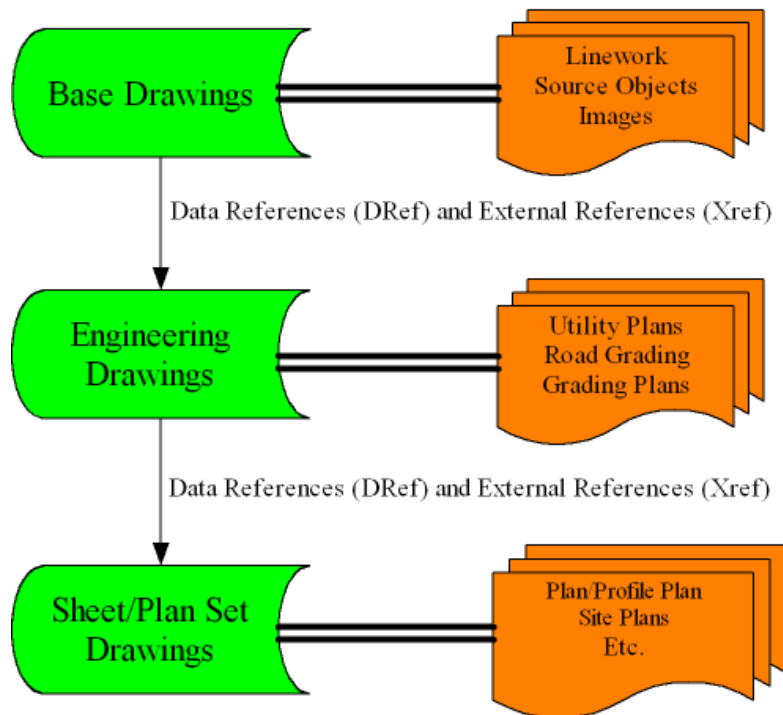 Base Drawings
Linework
Source Objects
Images
Data References (DRef) and External References (Xref)
Engineering
Drawings
Utility Plans
Road Grading
Grading Plans
Data References (DRef) and External References (Xref)
Sheet/Plan Set
Drawings
Plan/Profile Plan
Site Plans
Etc.